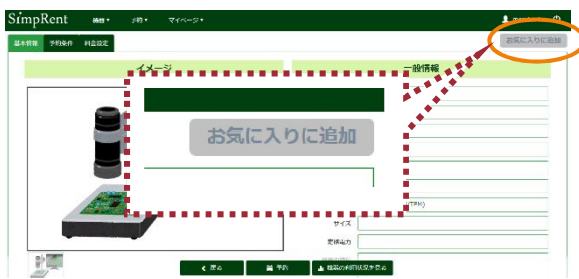 SimpRent 機器▾ 予約▾ マイページ▾
基本情報 予約条件 料金設定 お気に入りに追加
イメージ 一般情報
お気に入りに追加
サイズ
定格電力
戻る 予約 機器の利用状況を見る